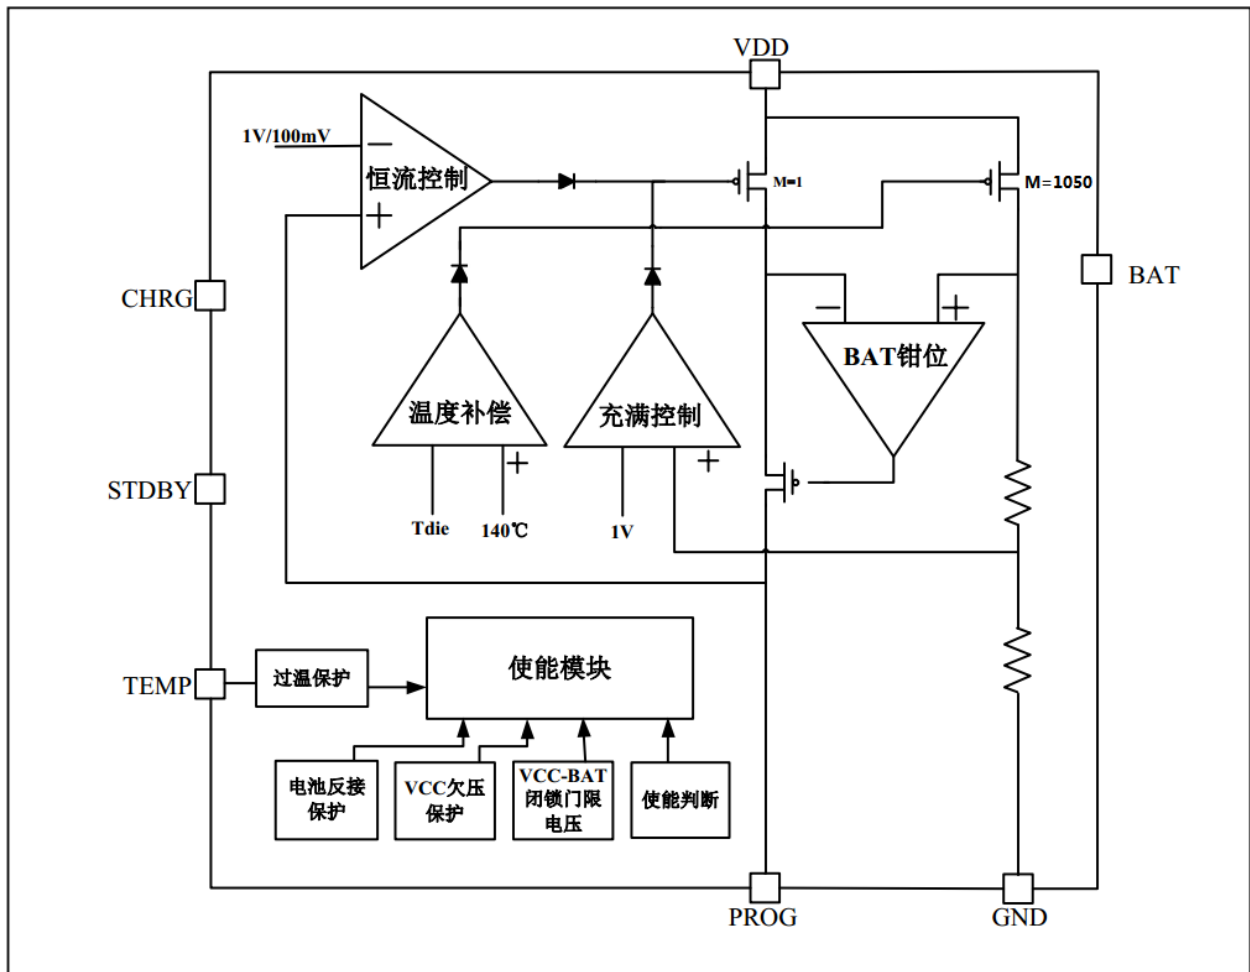 VDD
1V/100mV
恒流控制
M=1
M=1050
CHRG
BAT
BAT钳位
温度补偿
充满控制
STDBY
Tdie
140℃
1V
TEMP
过温保护
使能模块
电池反接
保护
VCC欠压
保护
VCC-BAT
闭锁门限
电压
使能判断
PROG
GND